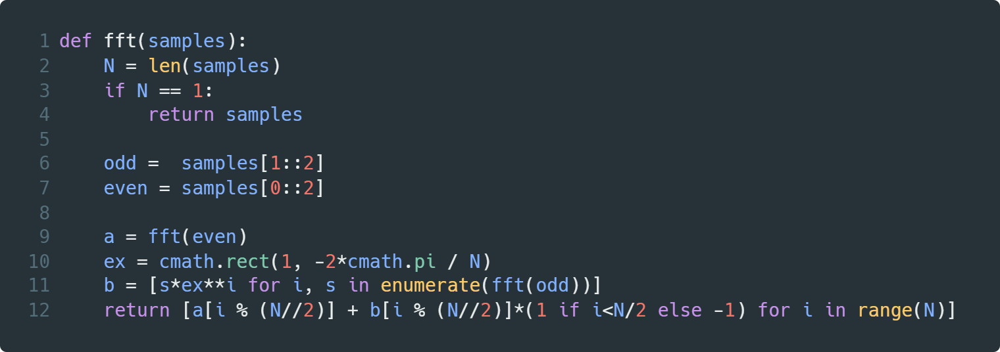 1 def fft(samples):
2     N = len(samples)
3     if N == 1:
4         return samples
5
6     odd =  samples[1::2]
7     even = samples[0::2]
8
9     a = fft(even)
10     ex = cmath.rect(1, -2*cmath.pi / N)
11     b = [s*ex**i for i, s in enumerate(fft(odd))]
12     return [a[i % (N//2)] + b[i % (N//2)]*(1 if i<N/2 else -1) for i in range(N)]